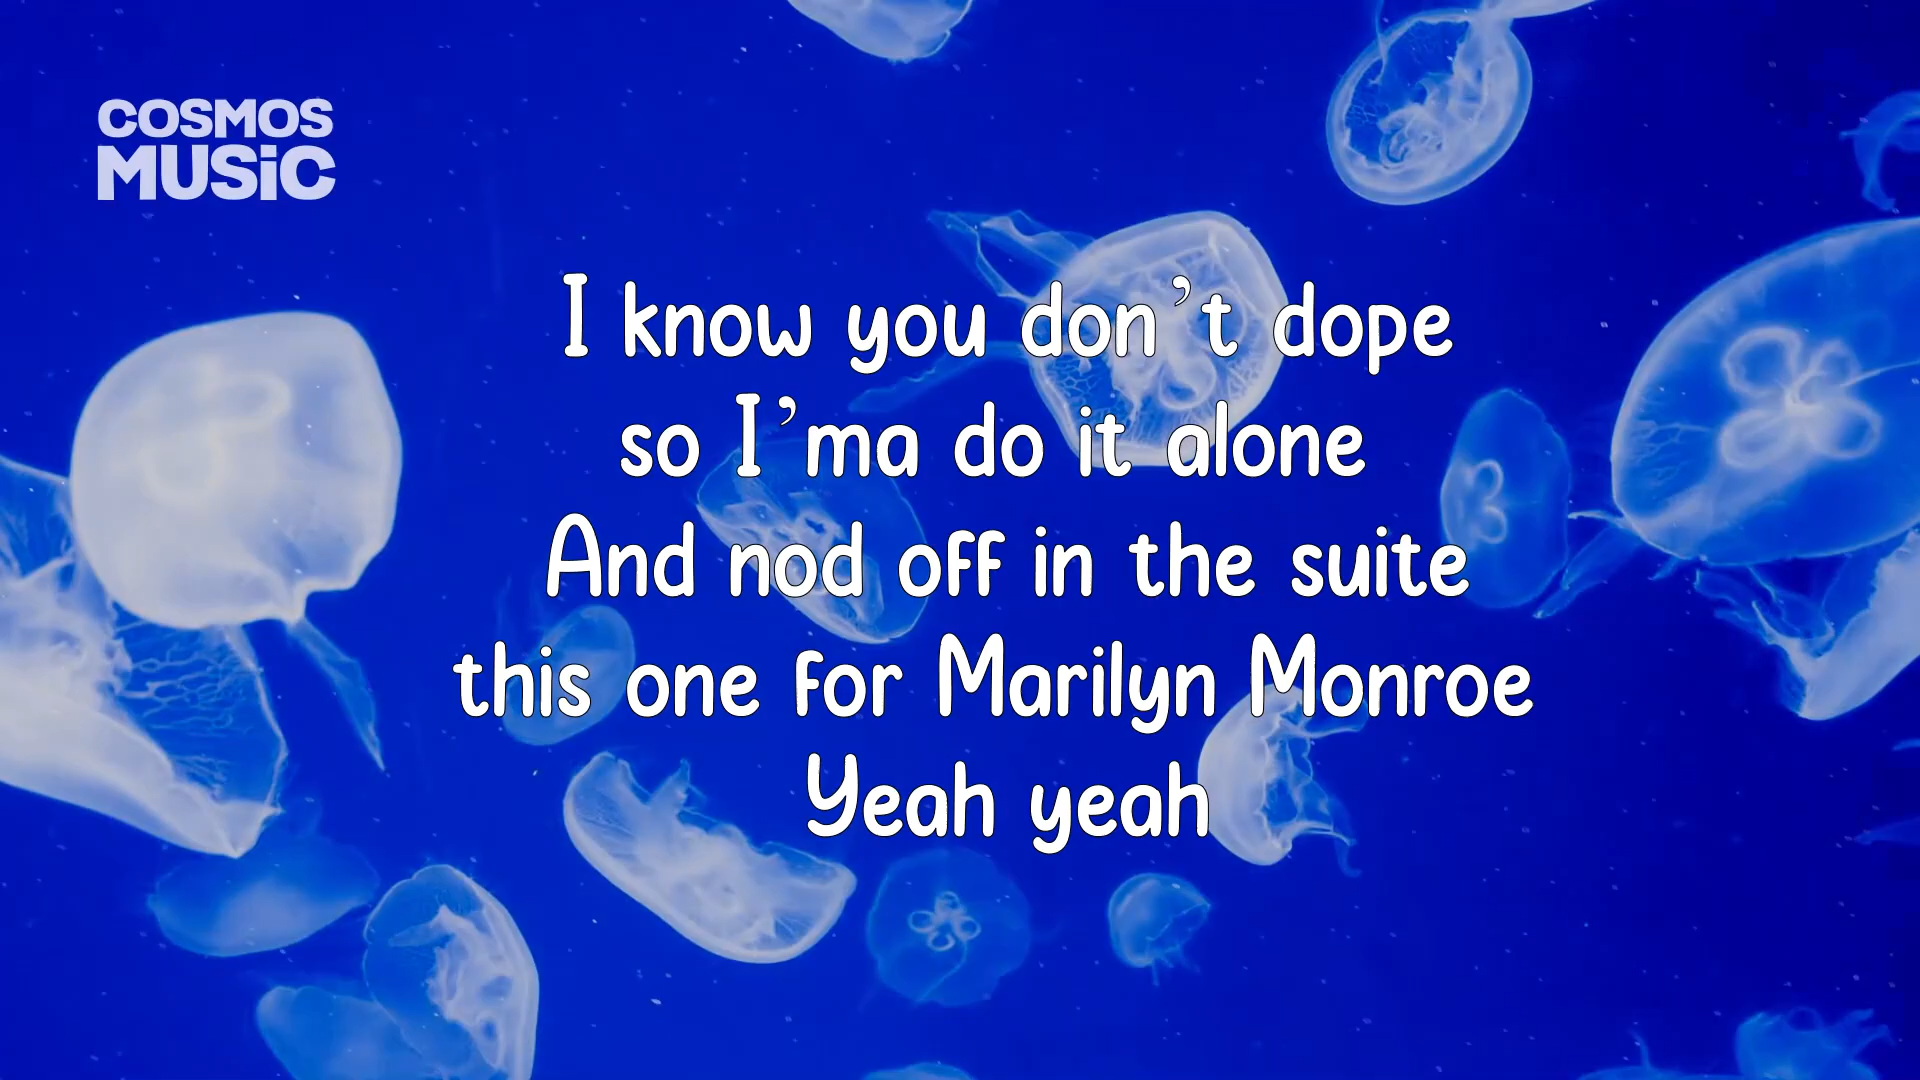 COSMOS
MUSiC
I know you don't dope
so I'ma do it alone
And nod off in the suite
this one for Marilyn Monroe
Yeah yeah